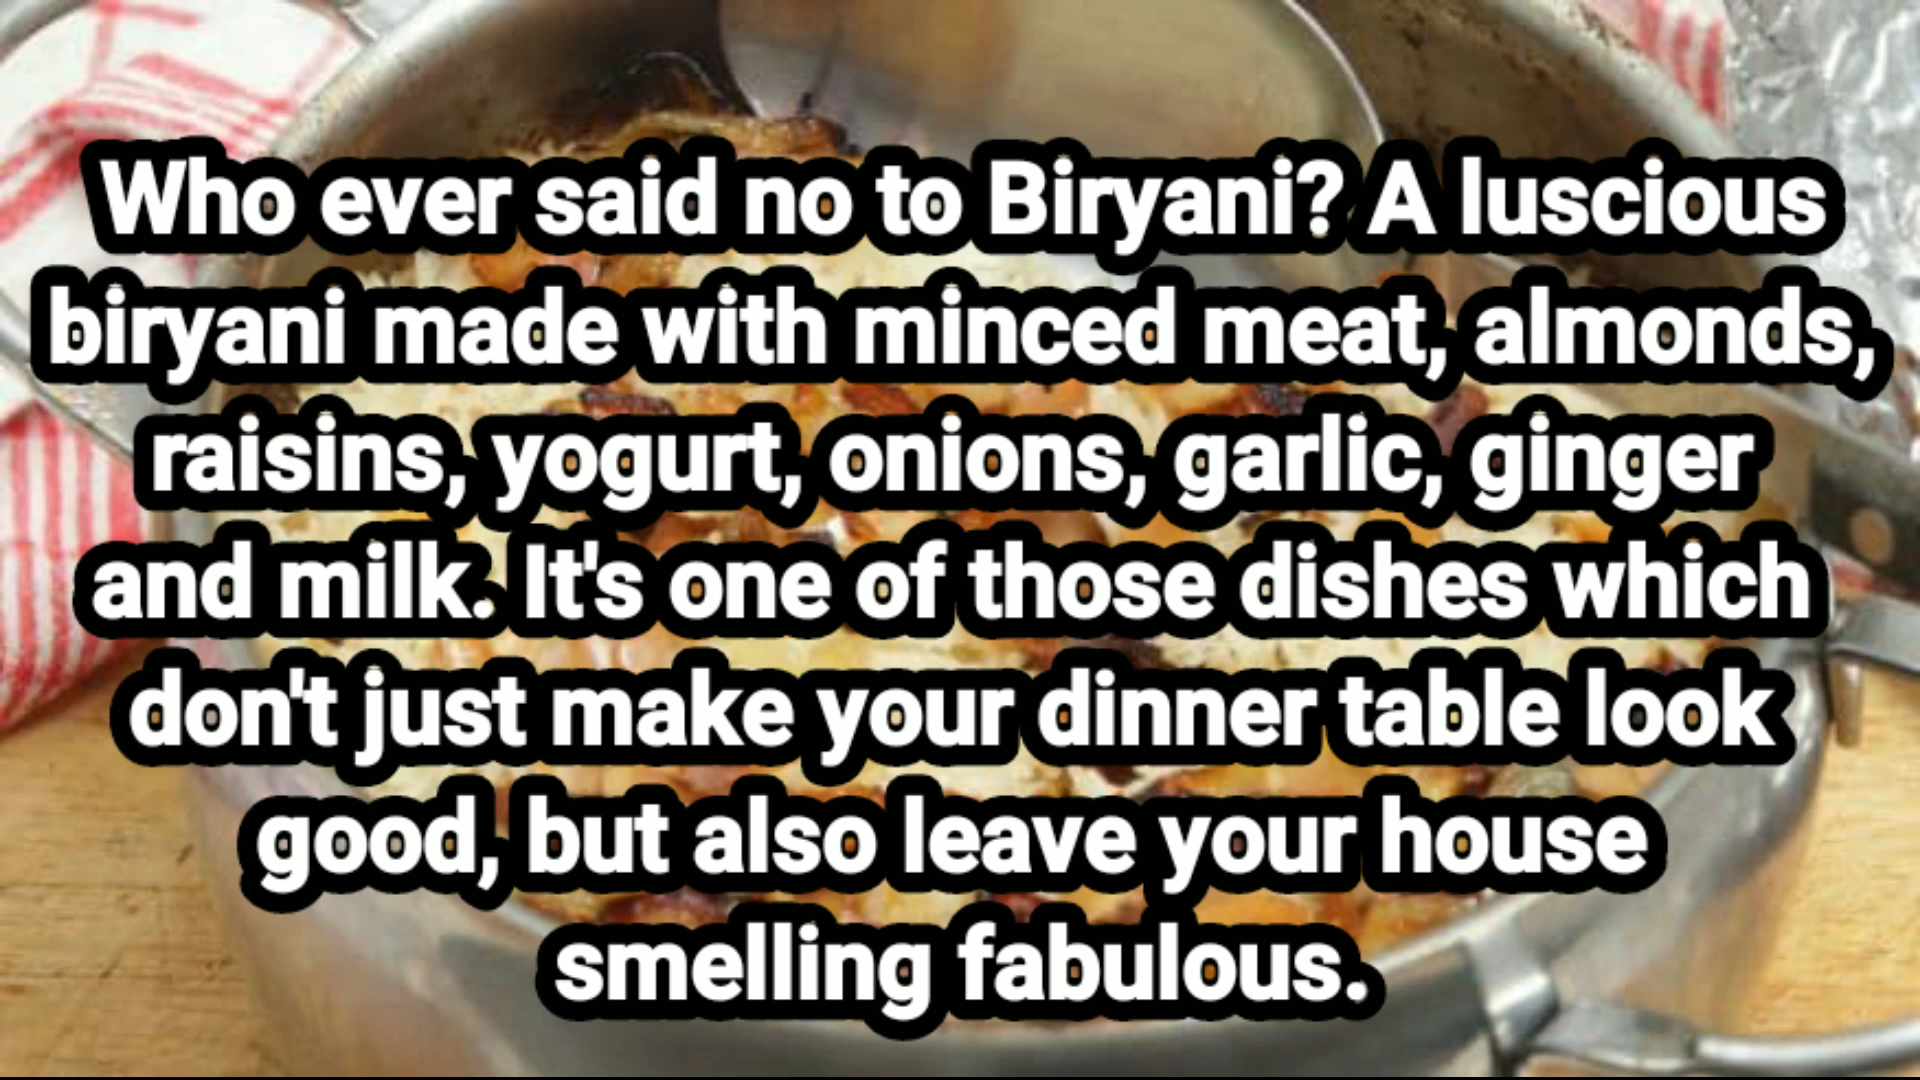 Who ever said no to Biryani? A luscious
biryani made with minced meat, almonds,
raisins, yogurt, onions, garlic, ginger
and milk. It's one of those dishes which
don't just make your dinner table look
good, but also leave your house
smelling fabulous.